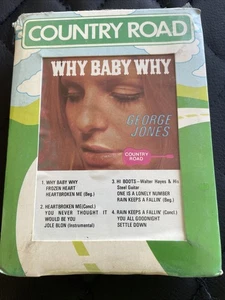 COUNTRY ROAD
WHY BABY WHY
GEORGE
JONES
COUNTRY
ROAD
1. WHY BABY WHY
FROZEN HEART
HEARTBROKEN ME (Beg.)
2. HEARTBROKEN ME(Concl.)
YOU NEVER THOUGHT IT
WOULD BE YOU
JOLE BLON (Instrumental)
3. HI BOOTS-Walter Hayes & His
Steel Guitar
ONE IS A LONELY NUMBER
RAIN KEEPS A FALLIN' (Beg.)
4. RAIN KEEPS A FALLIN' (Concl.)
YOU ALL GOODNIGHT
SETTLE DOWN